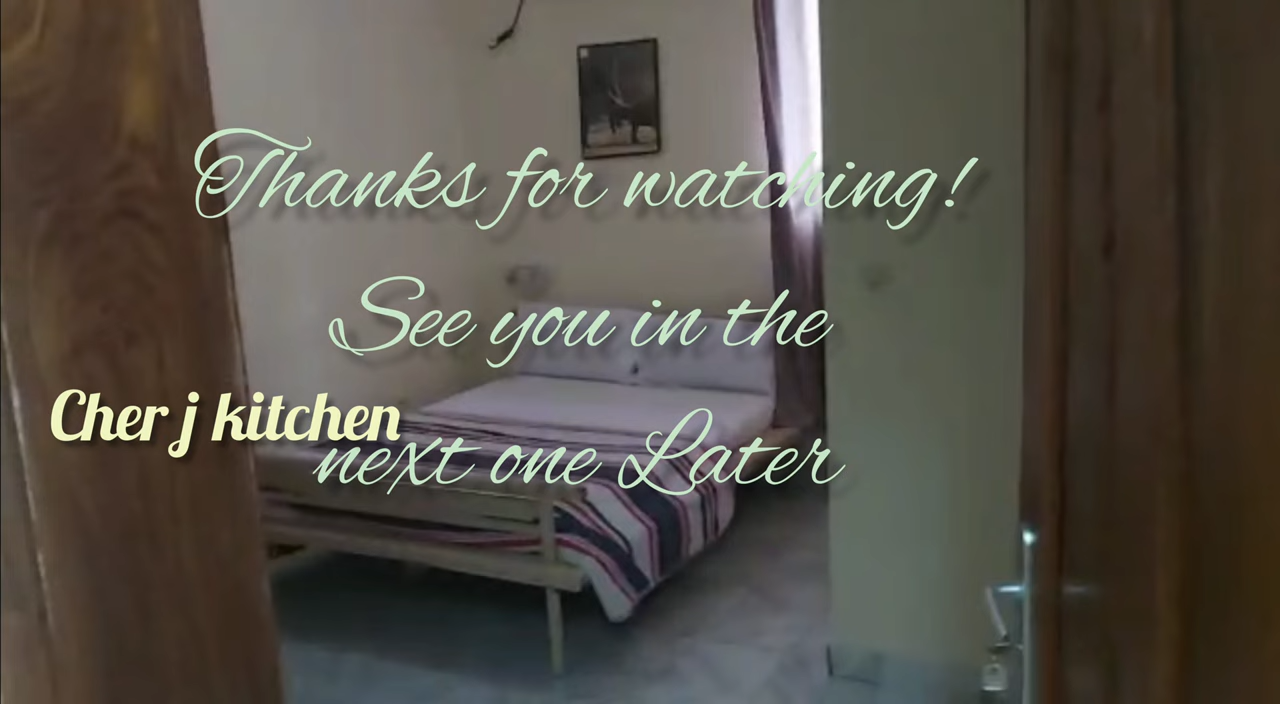 Thanks for watching!
See you in the
Cher j kitchen
next one Later